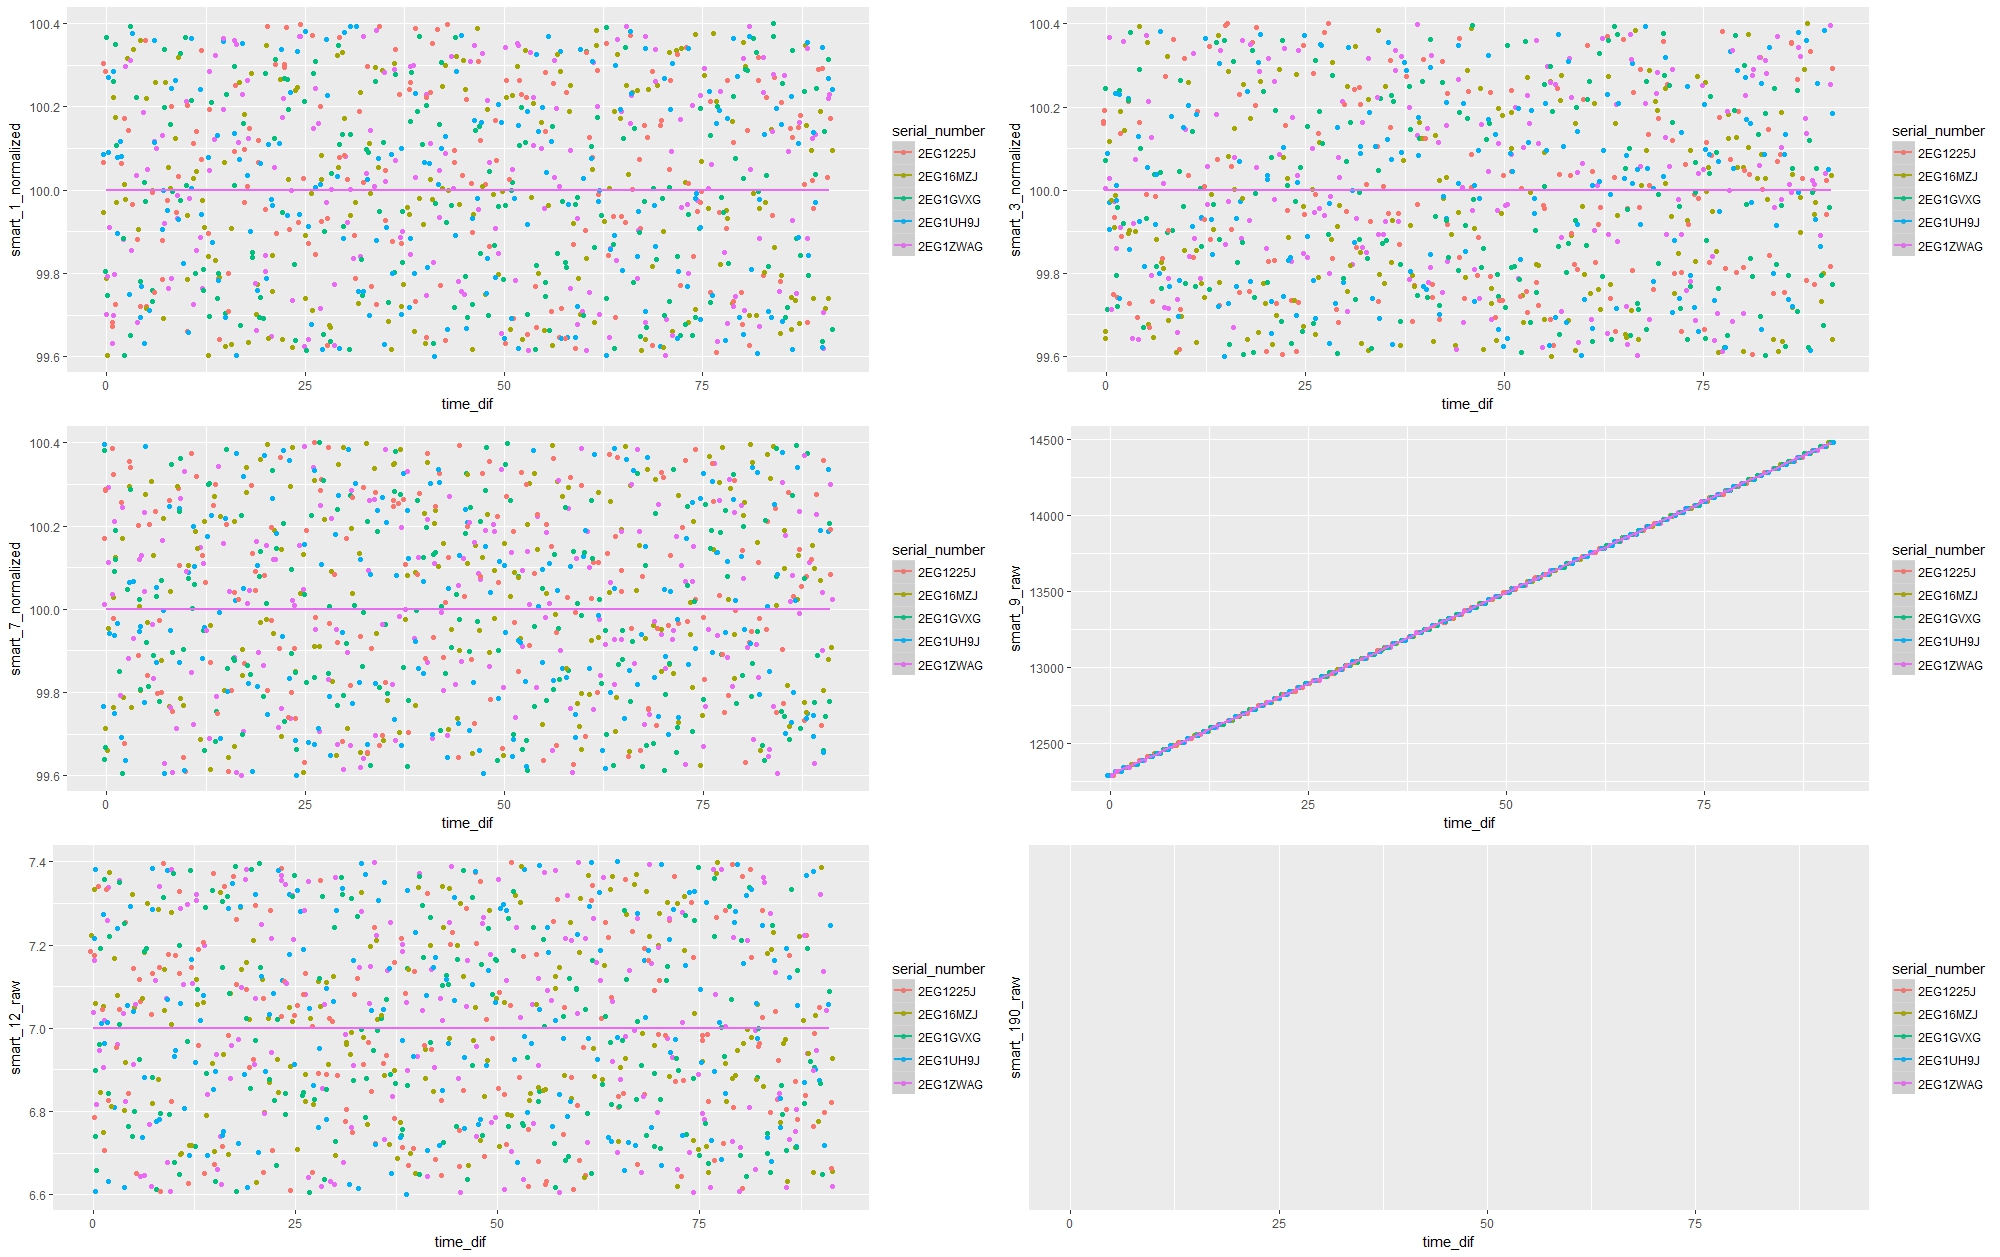 smart_1_normalized
100.4
100.2
100.0
99.8
99.6
0 25 50 75
time_dif
serial_number
2EG1225J
2EG16MZJ
2EG1GVXG
2EG1UH9J
2EG1ZWAG
smart_3_normalized
100.4
100.2
100.0
99.8
99.6
0 25 50 75
time_dif
serial_number
2EG1225J
2EG16MZJ
2EG1GVXG
2EG1UH9J
2EG1ZWAG
smart_7_normalized
100.4
100.2
100.0
99.8
99.6
0 25 50 75
time_dif
serial_number
2EG1225J
2EG16MZJ
2EG1GVXG
2EG1UH9J
2EG1ZWAG
smart_9_raw
14500
14000
13500
13000
12500
0 25 50 75
time_dif
serial_number
2EG1225J
2EG16MZJ
2EG1GVXG
2EG1UH9J
2EG1ZWAG
smart_12_raw
7.4
7.2
7.0
6.8
6.6
0 25 50 75
time_dif
serial_number
2EG1225J
2EG16MZJ
2EG1GVXG
2EG1UH9J
2EG1ZWAG
smart_190_raw
0 25 50 75
time_dif
serial_number
2EG1225J
2EG16MZJ
2EG1GVXG
2EG1UH9J
2EG1ZWAG